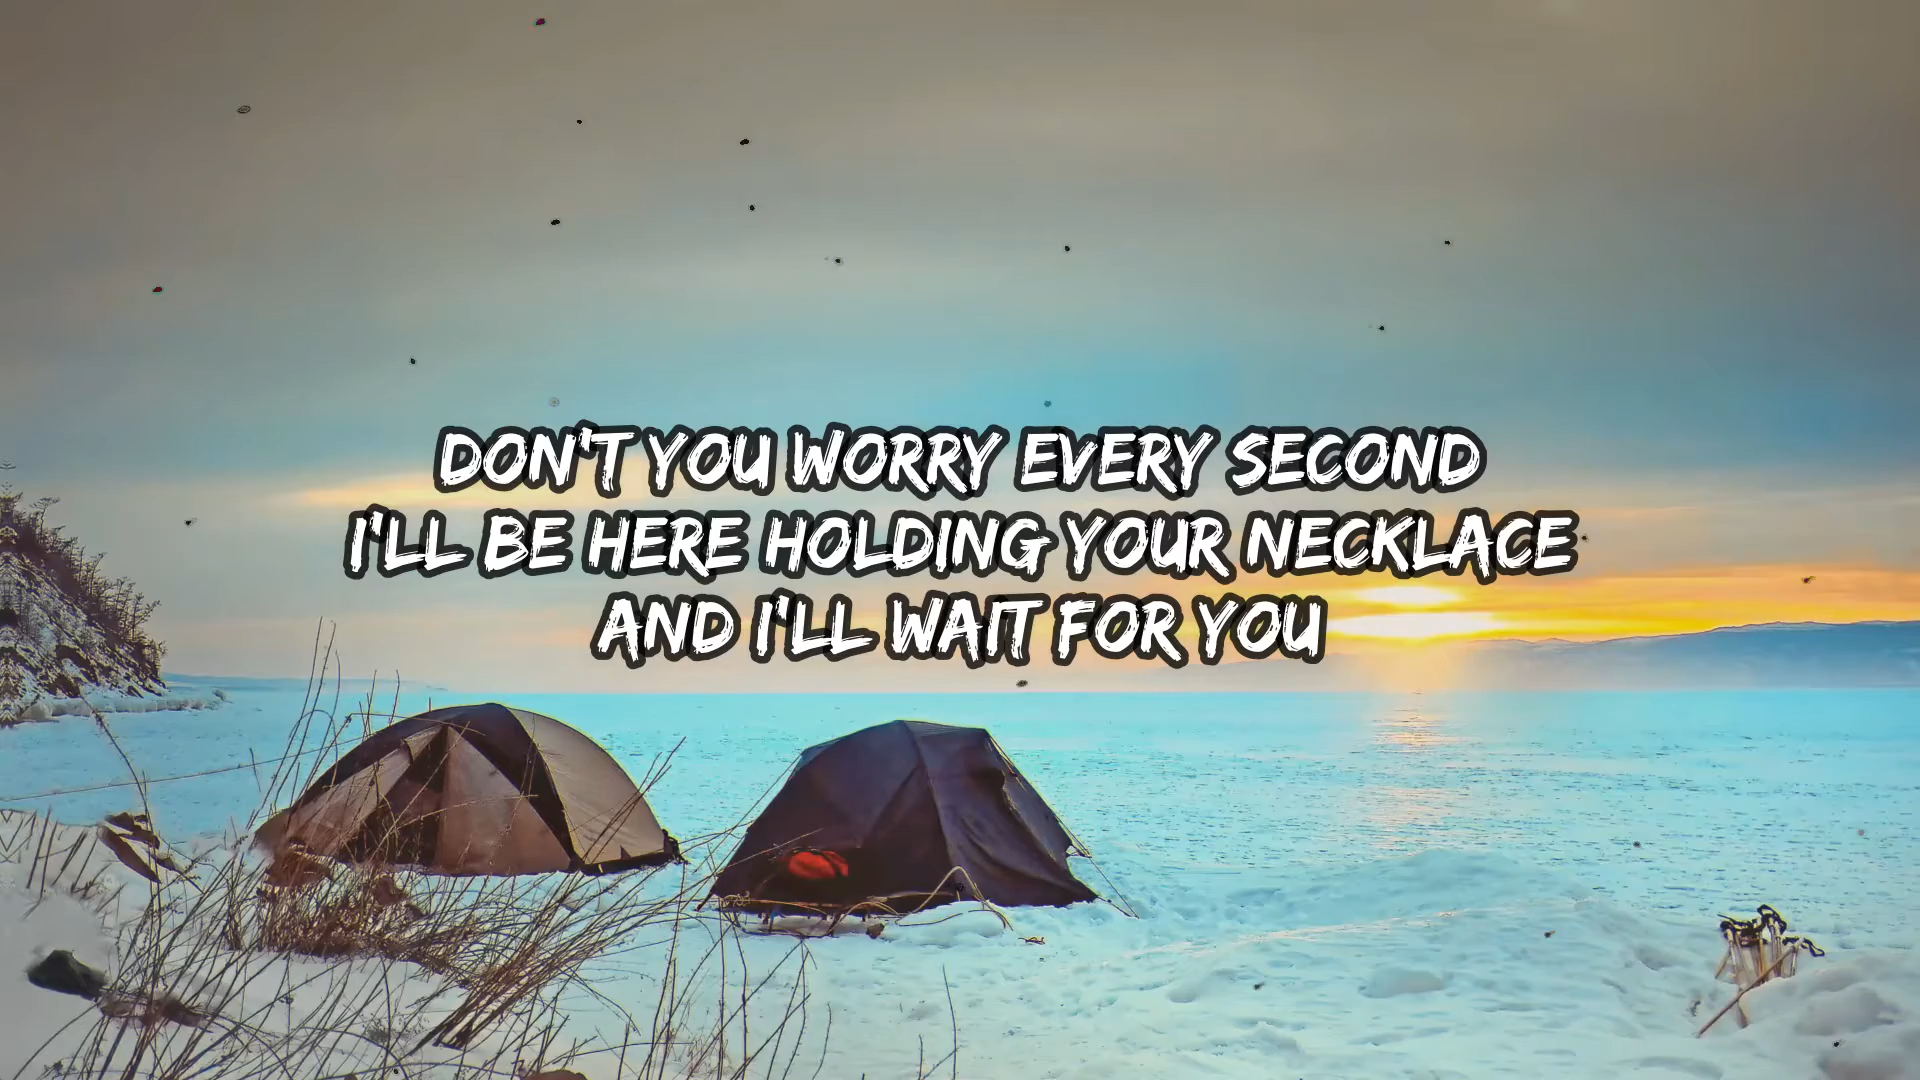 DON'T YOU WORRY EVERY SECOND
I'LL BE HERE HOLDING YOUR NECKLACE
AND I'LL WAIT FOR YOU